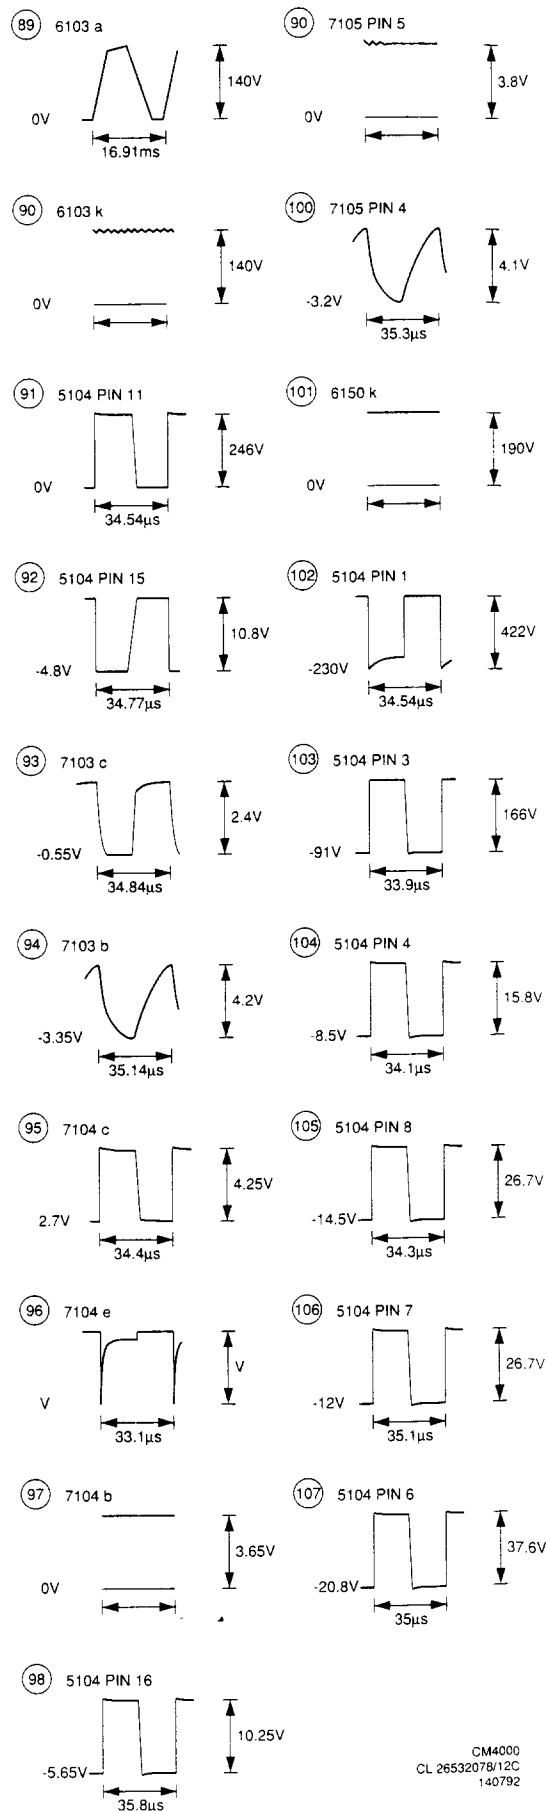 89 6103 a
140V
0V
16.91ms
90 6103 k
140V
0V
91 5104 PIN 11
246V
0V
34.54µs
92 5104 PIN 15
10.8V
-4.8V
34.77µs
93 7103 c
2.4V
-0.55V
34.84µs
94 7103 b
4.2V
-3.35V
35.14µs
95 7104 c
4.25V
2.7V
34.4µs
96 7104 e
V
V
33.1µs
97 7104 b
3.65V
0V
98 5104 PIN 16
10.25V
-5.65V
35.8µs
90 7105 PIN 5
3.8V
0V
100 7105 PIN 4
4.1V
-3.2V
35.3µs
101 6150 k
190V
0V
102 5104 PIN 1
422V
-230V
34.54µs
103 5104 PIN 3
166V
-91V
33.9µs
104 5104 PIN 4
15.8V
-8.5V
34.1µs
105 5104 PIN 8
26.7V
-14.5V
34.3µs
106 5104 PIN 7
26.7V
-12V
35.1µs
107 5104 PIN 6
37.6V
-20.8V
35µs
CM4000
CL 26532078/12C
140792